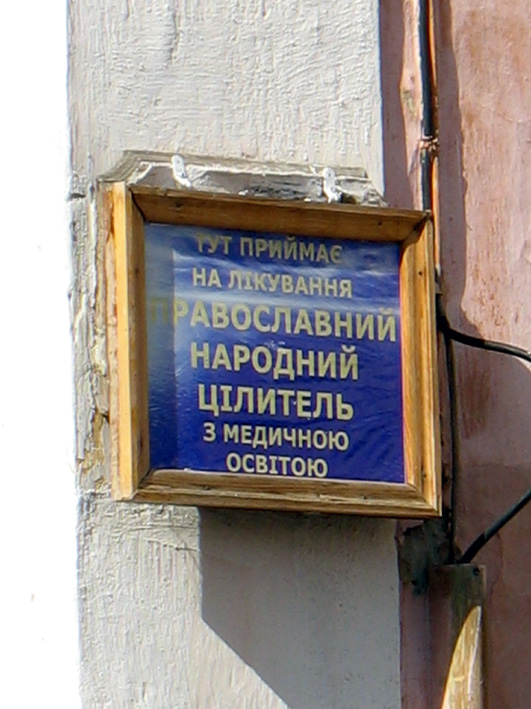 ТУТ ПРИЙМАЄ
НА ЛІКУВАННЯ
ПРАВОСЛАВНИЙ
НАРОДНИЙ
ЦІЛИТЕЛЬ
З МЕДИЧНОЮ
ОСВІТОЮ